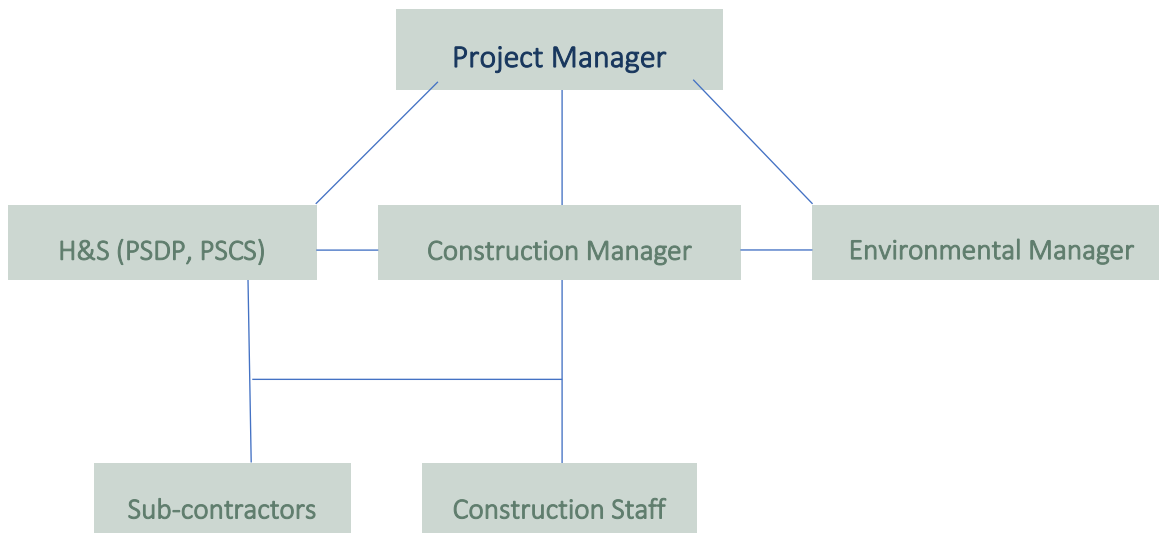 Project Manager
H&S (PSDP, PSCS)
Construction Manager
Environmental Manager
Sub-contractors
Construction Staff